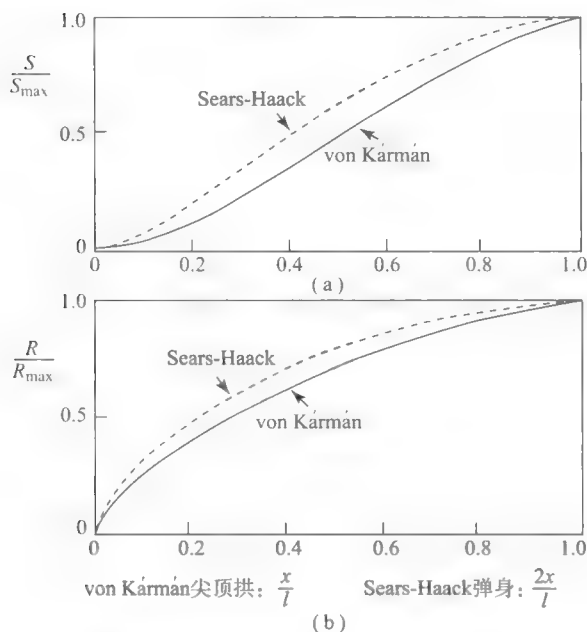 1.0
S
S_max
Sears-Haack
0.5
von Kármán
0
0 0.2 0.4 0.6 0.8 1.0
(a)
1.0
R
R_max
Sears-Haack
0.5
von Kármán
0
0 0.2 0.4 0.6 0.8 1.0
von Kármán尖顶拱: x/l Sears-Haack弹身: 2x/l
(b)